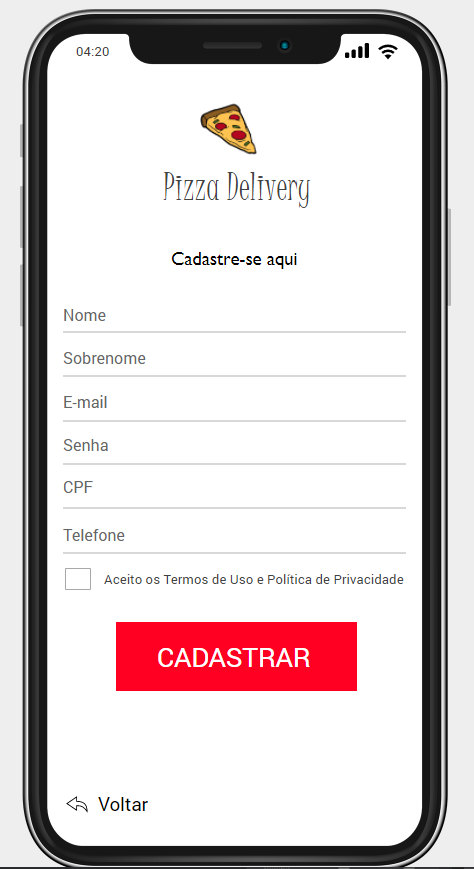 04:20
Pizza Delivery
Cadastre-se aqui
Nome
Sobrenome
E-mail
Senha
CPF
Telefone
Aceito os Termos de Uso e Política de Privacidade
CADASTRAR
Voltar